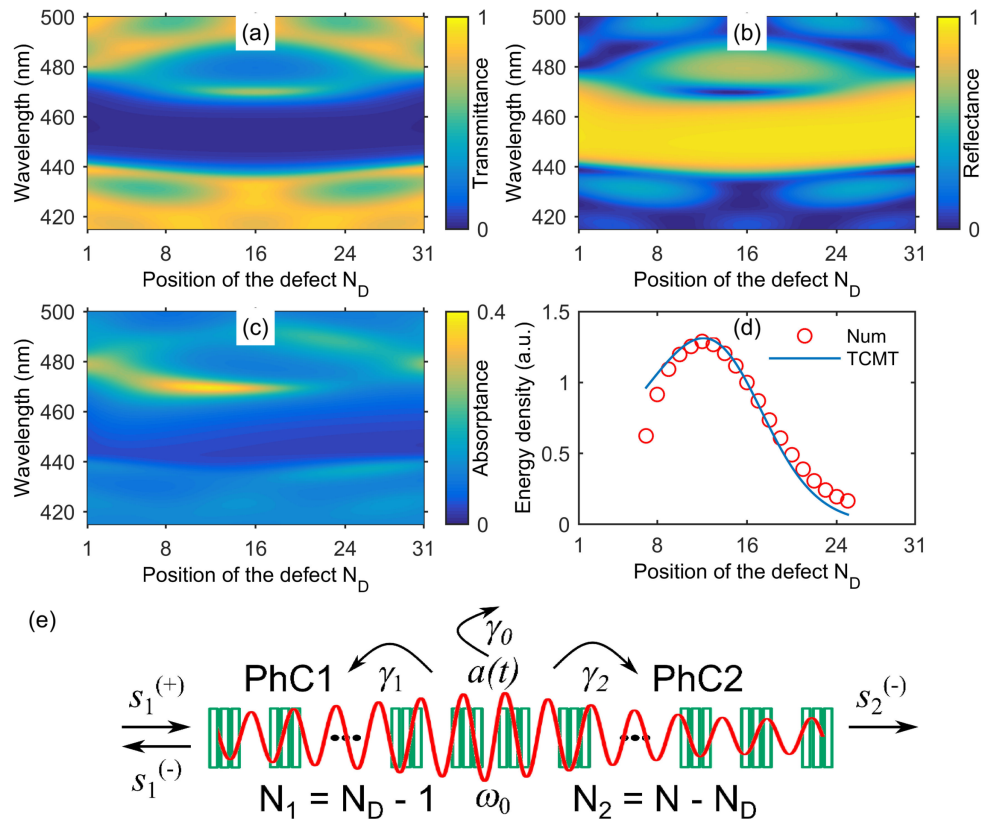 (a)
Wavelength (nm)
500
480
460
440
420
1 8 16 24 31
Position of the defect N_D
1
Transmittance
0
(b)
Wavelength (nm)
500
480
460
440
420
1 8 16 24 31
Position of the defect N_D
1
Reflectance
0
(c)
Wavelength (nm)
500
480
460
440
420
1 8 16 24 31
Position of the defect N_D
0.4
Absorptance
0
(d)
Energy density (a.u.)
1.5
1
0.5
0
Num
TCMT
1 8 16 24 31
Position of the defect N_D
(e)
γ₀
PhC1 γ₁ a(t) γ₂ PhC2
s₁⁽⁺⁾ s₂⁽⁻⁾
s₁⁽⁻⁾
N₁ = N_D - 1 ω₀ N₂ = N - N_D